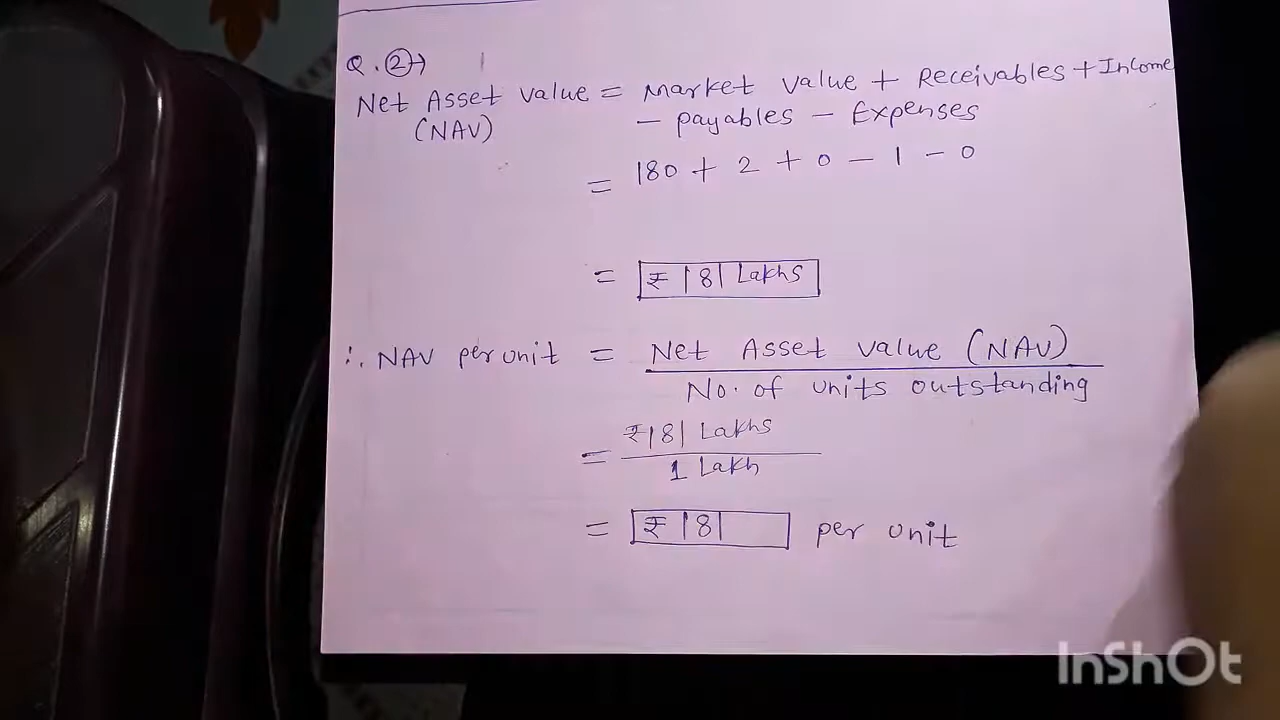 Q. ②→
Net Asset value = Market value + Receivables + Income
(NAV) - payables - Expenses
= 180 + 2 + 0 - 1 - 0
= ₹ 181 Lakhs
∴ NAV per unit = Net Asset value (NAV)
No. of units outstanding
= ₹181 Lakhs
1 Lakh
= ₹ 181 per unit
InShOt